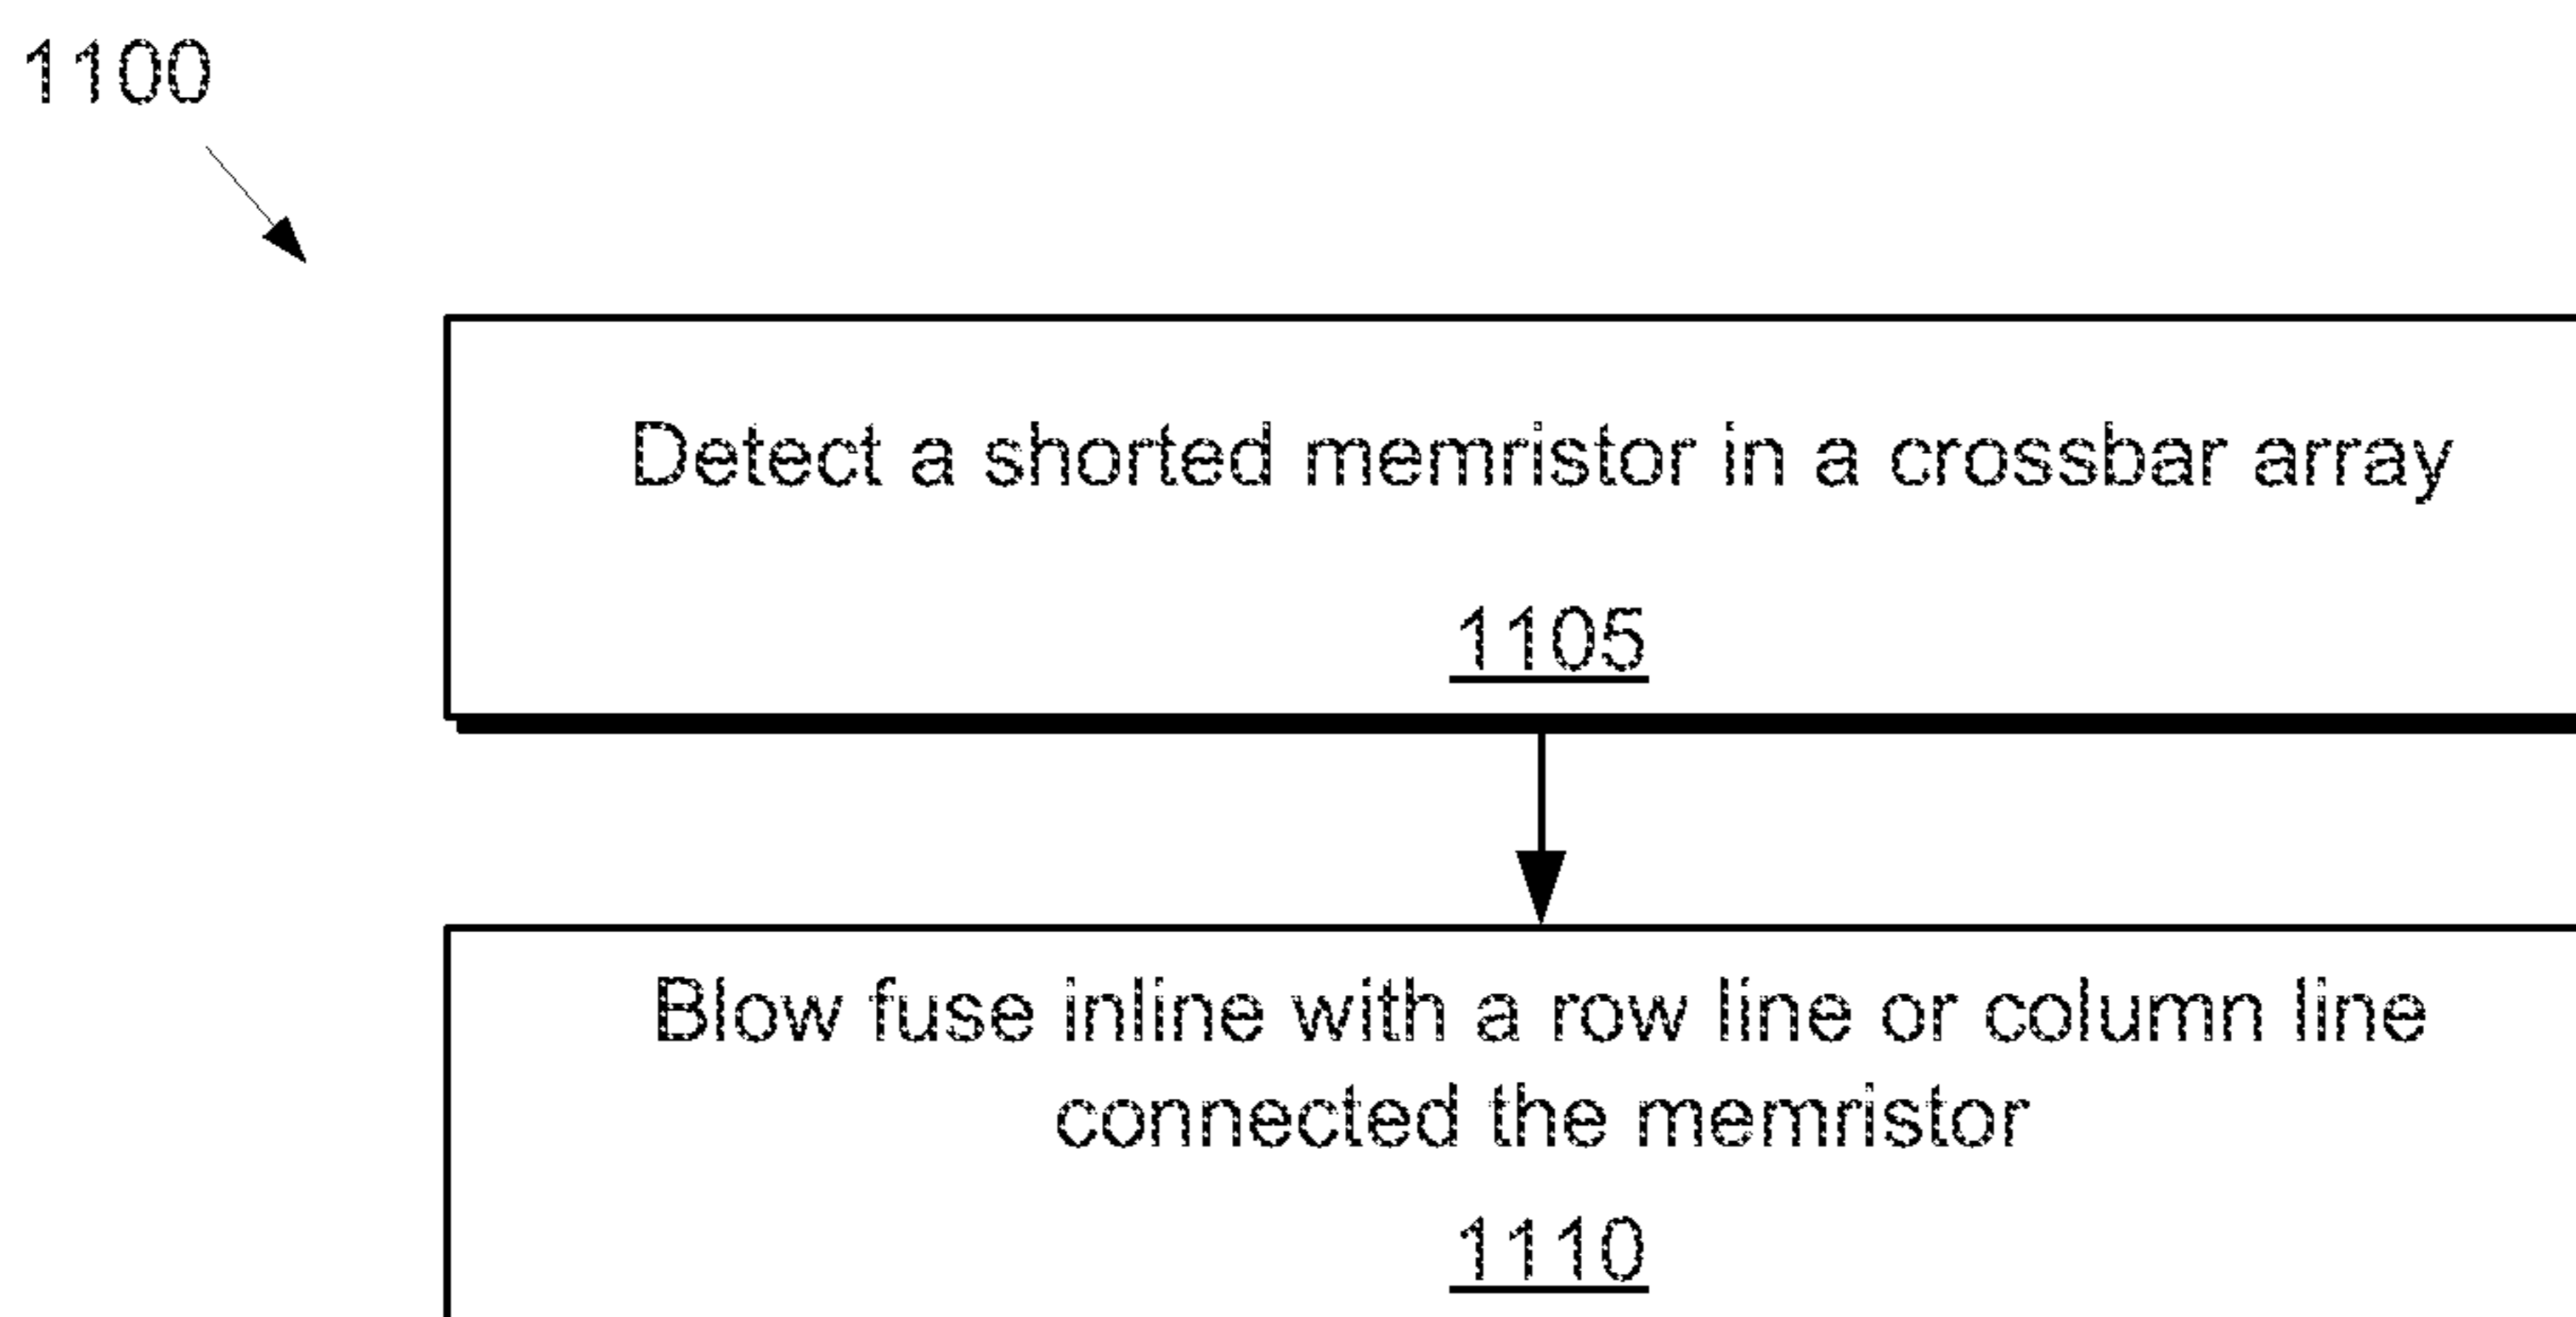 1100
Detect a shorted memristor in a crossbar array
1105
Blow fuse inline with a row line or column line
connected the memristor
1110